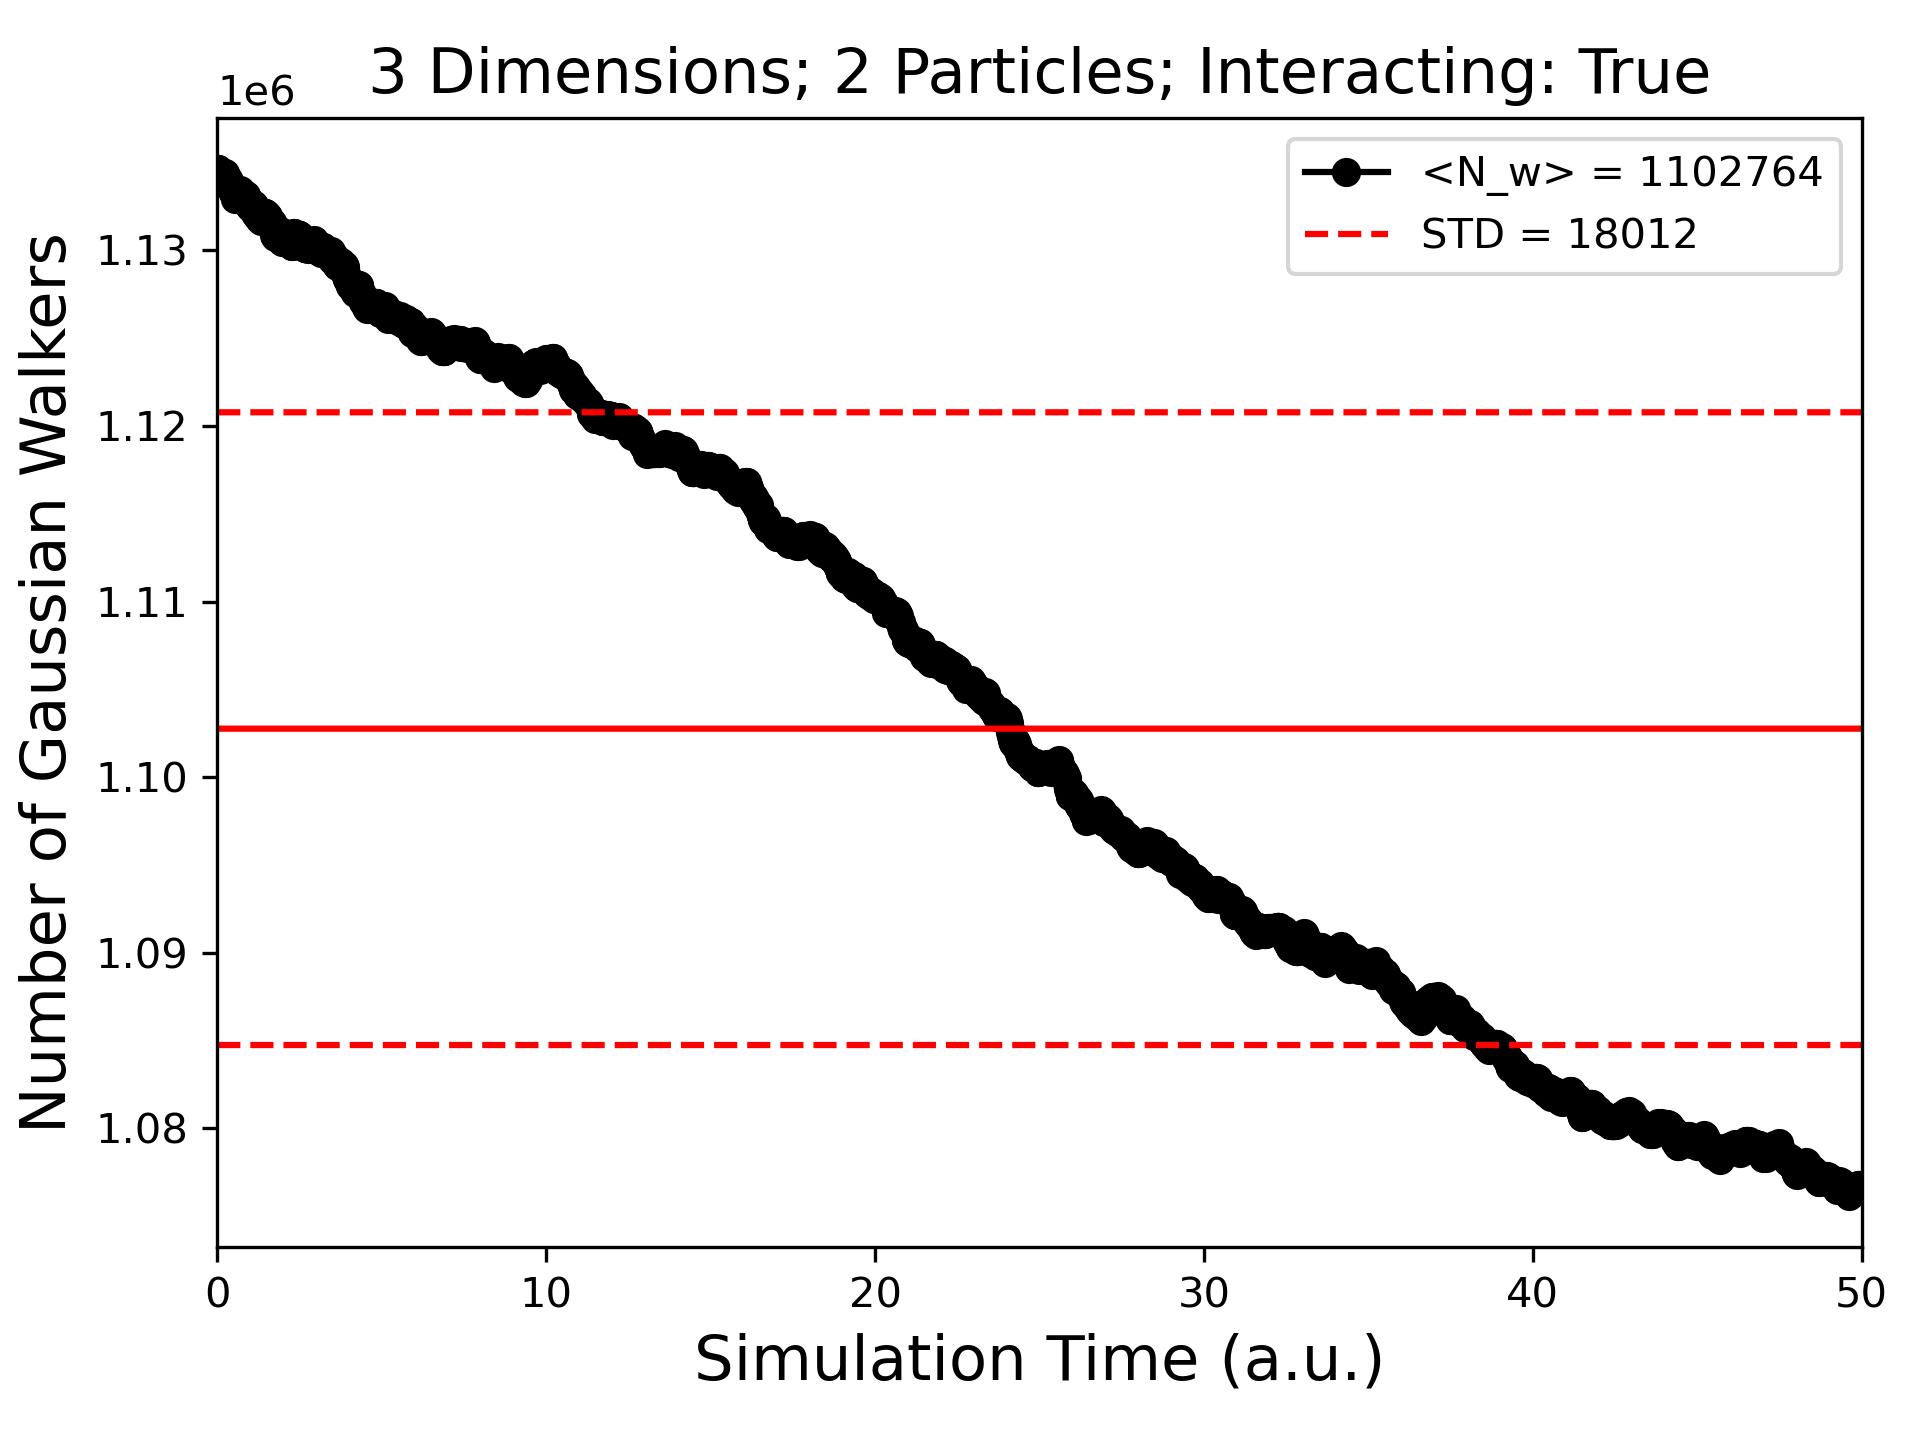 3 Dimensions; 2 Particles; Interacting: True
1e6
<N_w> = 1102764
STD = 18012
Number of Gaussian Walkers
1.13
1.12
1.11
1.10
1.09
1.08
0 10 20 30 40 50
Simulation Time (a.u.)